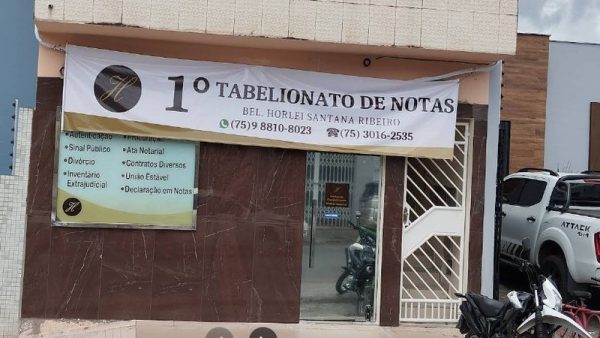 1º TABELIONATO DE NOTAS
BEL. HORLEI SANTANA RIBEIRO
(75)9 8810-8023 (75) 3016-2535
Autenticação
• Sinal Público
• Divórcio
• Inventário
Extrajudicial
• Ata Notarial
• Contratos Diversos
• União Estável
• Declaração em Notas
ATTACK
4x4